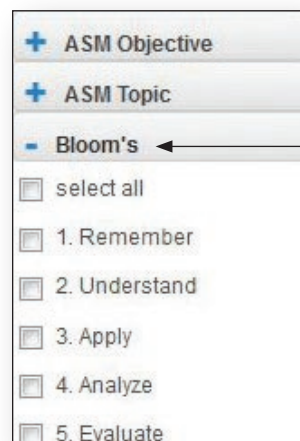 + ASM Objective
+ ASM Topic
- Bloom's
select all
1. Remember
2. Understand
3. Apply
4. Analyze
5. Evaluate